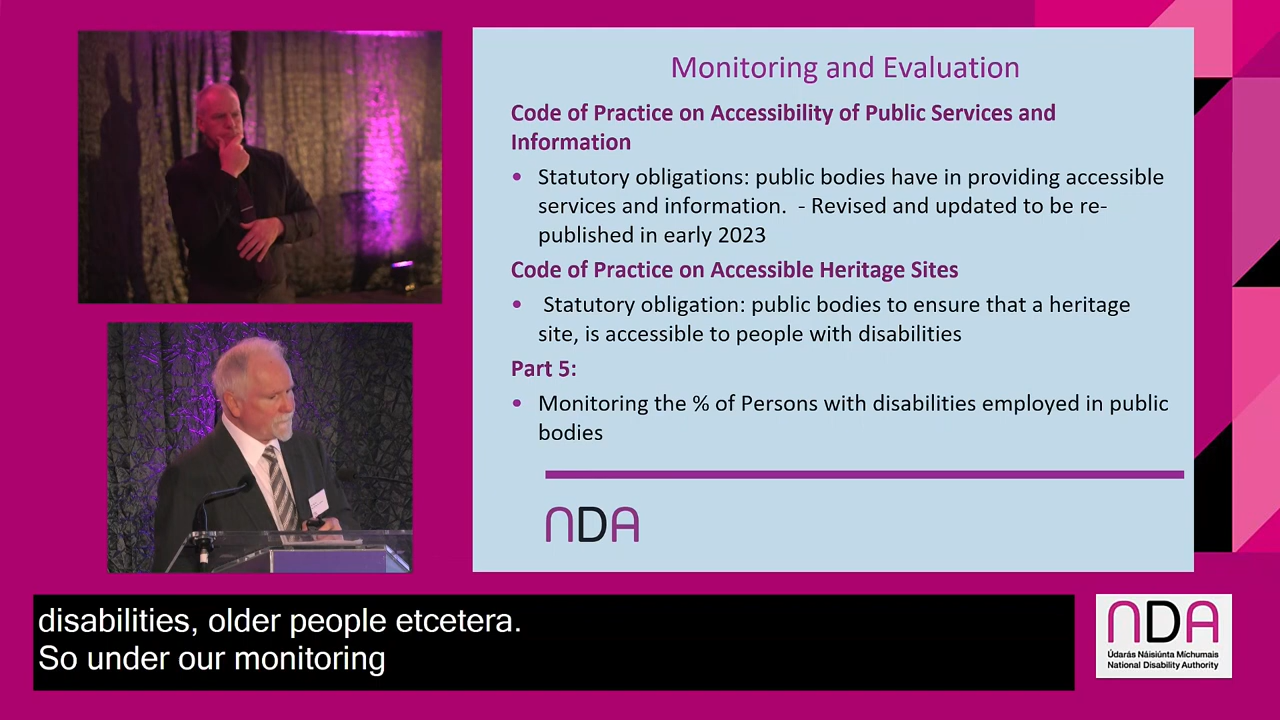 Monitoring and Evaluation
Code of Practice on Accessibility of Public Services and
Information
• Statutory obligations: public bodies have in providing accessible
services and information.  - Revised and updated to be re-
published in early 2023
Code of Practice on Accessible Heritage Sites
• Statutory obligation: public bodies to ensure that a heritage
site, is accessible to people with disabilities
Part 5:
• Monitoring the % of Persons with disabilities employed in public
bodies
NDA
disabilities, older people etcetera.
So under our monitoring
NDA
Údarás Náisiúnta Míchumais
National Disability Authority